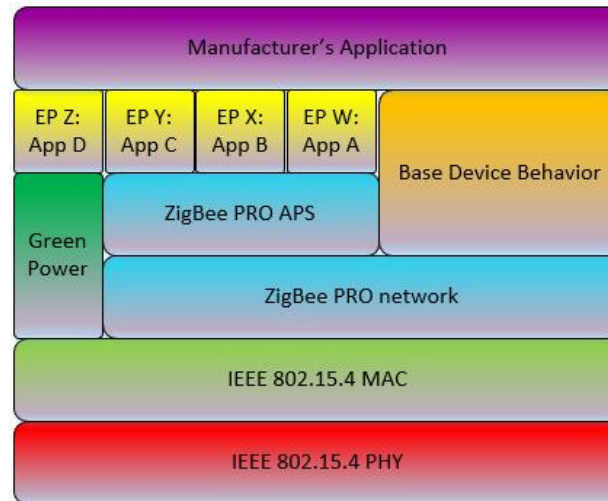 Manufacturer's Application
EP Z:
App D
EP Y:
App C
EP X:
App B
EP W:
App A
Base Device Behavior
ZigBee PRO APS
Green
Power
ZigBee PRO network
IEEE 802.15.4 MAC
IEEE 802.15.4 PHY